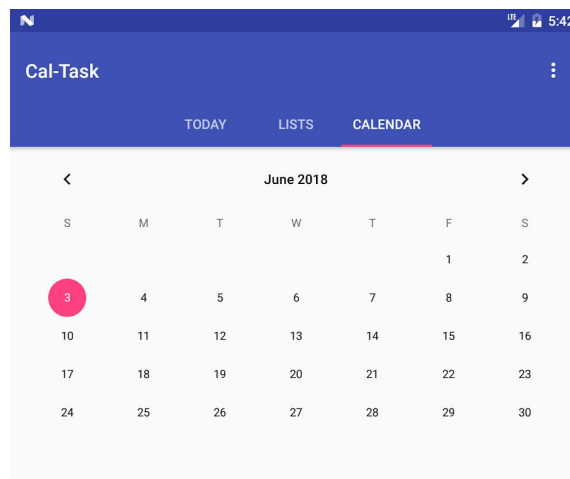 LTE 5:42
Cal-Task
TODAY LISTS CALENDAR
June 2018
S M T W T F S
1 2
3 4 5 6 7 8 9
10 11 12 13 14 15 16
17 18 19 20 21 22 23
24 25 26 27 28 29 30